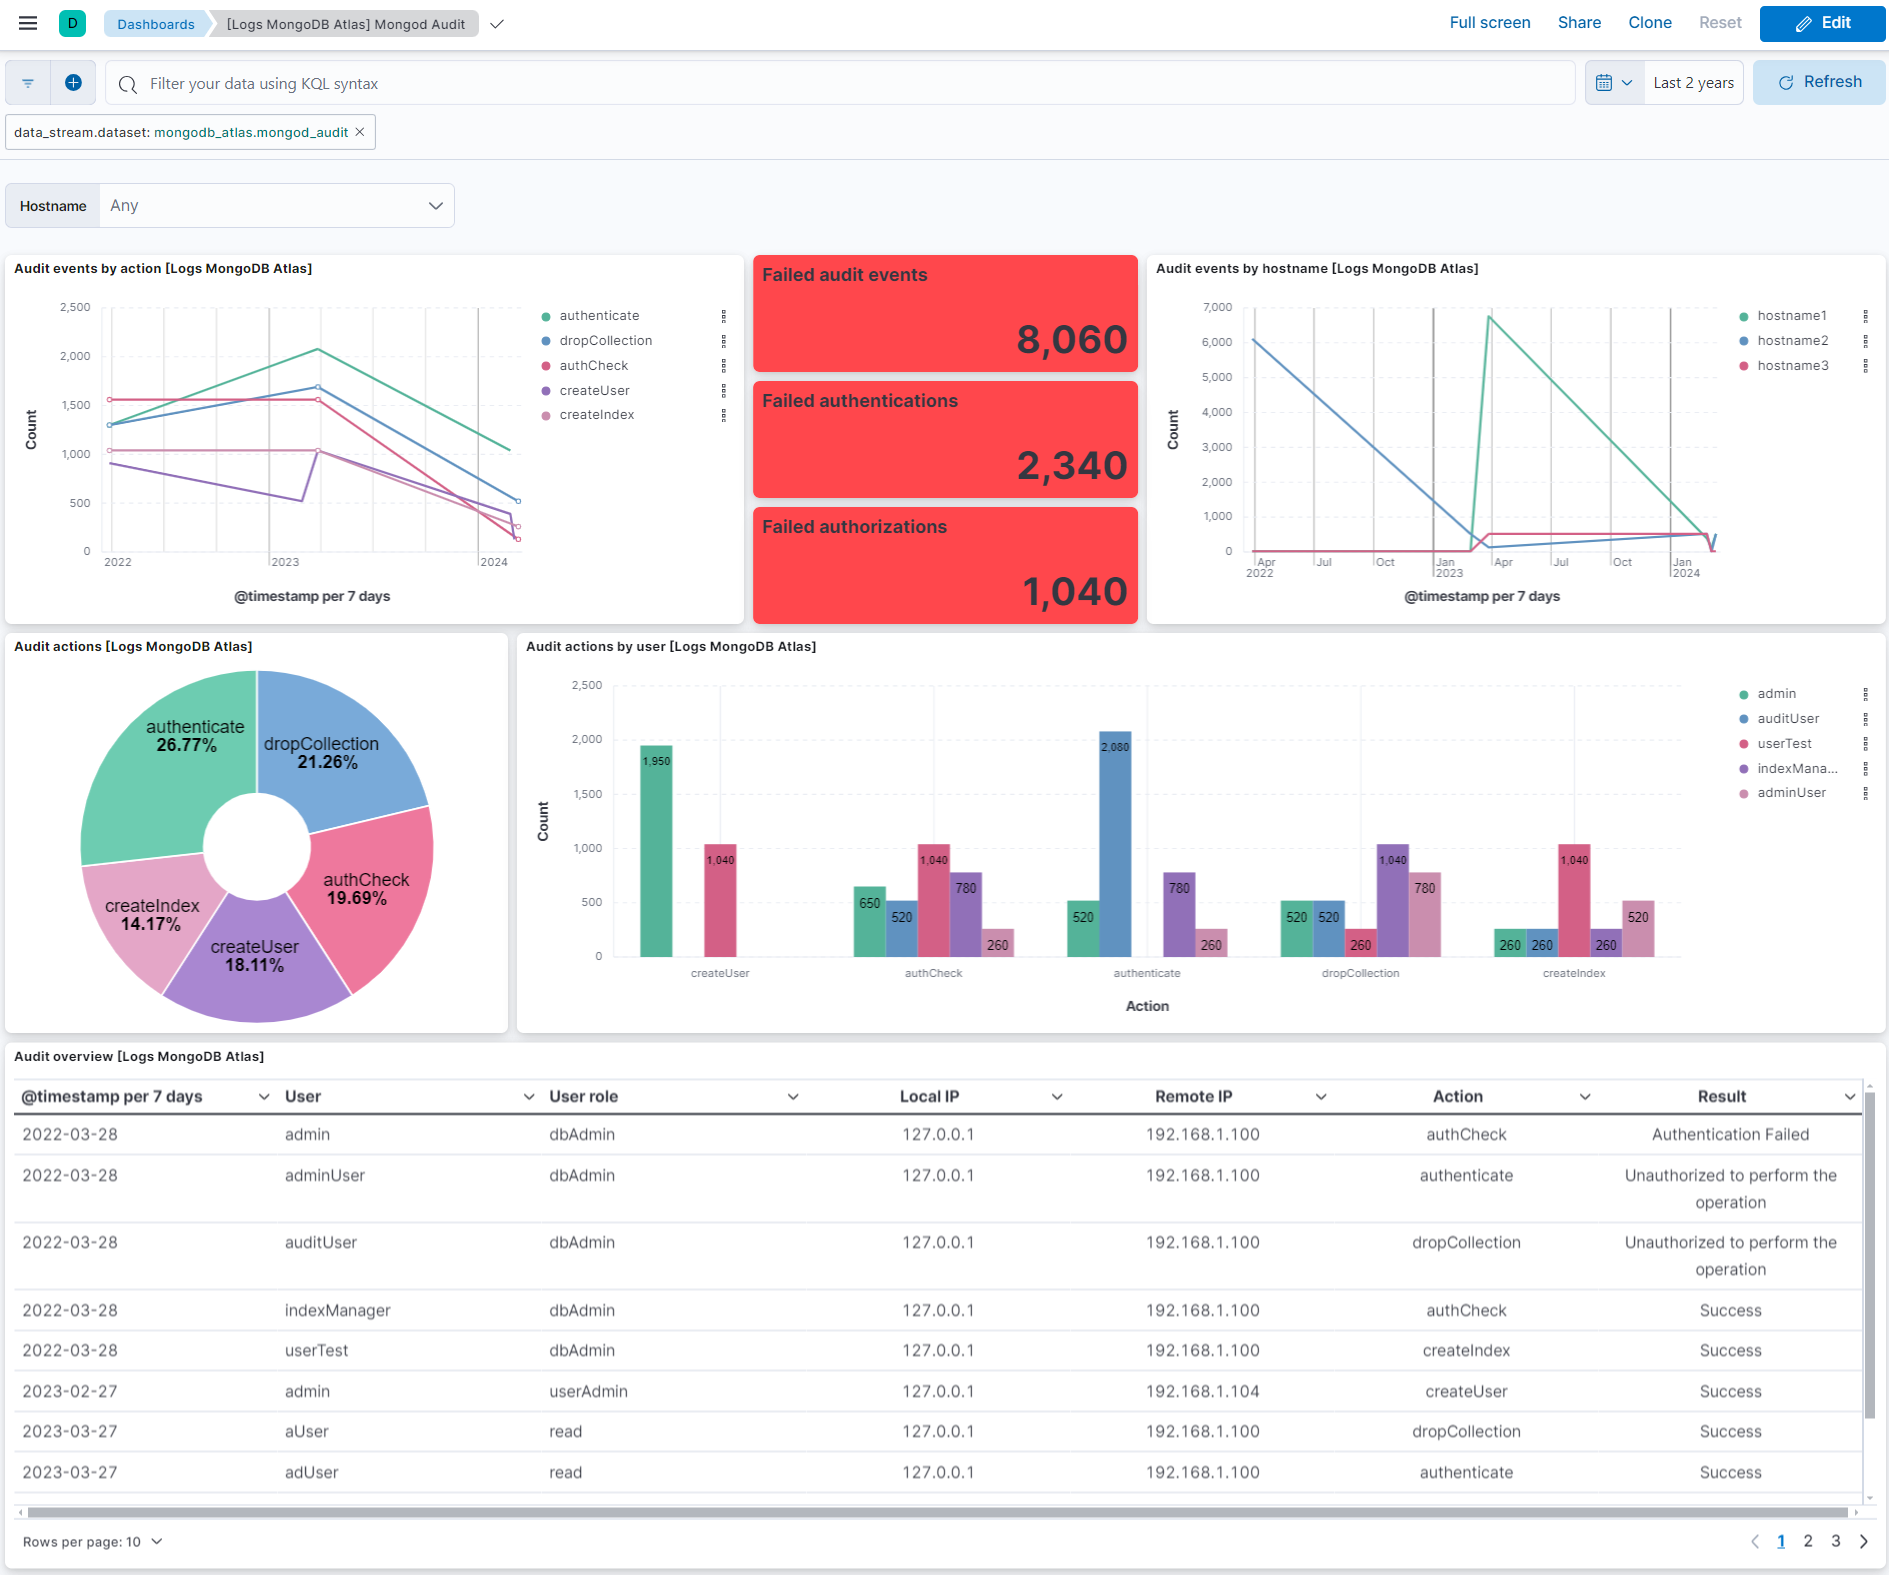 D
Dashboards
[Logs MongoDB Atlas] Mongod Audit
Full screen
Share
Clone
Reset
Edit
Filter your data using KQL syntax
Last 2 years
Refresh
data_stream.dataset: mongodb_atlas.mongod_audit
Hostname
Any
Audit events by action [Logs MongoDB Atlas]
2,500
2,000
1,500
1,000
500
0
Count
2022
2023
2024
@timestamp per 7 days
authenticate
dropCollection
authCheck
createUser
createIndex
Failed audit events
8,060
Failed authentications
2,340
Failed authorizations
1,040
Audit events by hostname [Logs MongoDB Atlas]
7,000
6,000
5,000
4,000
3,000
2,000
1,000
0
Count
Apr
2022
Jul
Oct
Jan
2023
Apr
Jul
Oct
Jan
2024
@timestamp per 7 days
hostname1
hostname2
hostname3
Audit actions [Logs MongoDB Atlas]
authenticate
26.77%
dropCollection
21.26%
authCheck
19.69%
createIndex
14.17%
createUser
18.11%
Audit actions by user [Logs MongoDB Atlas]
2,500
2,000
1,500
1,000
500
0
Count
1,950
1,040
650
520
1,040
780
260
520
2,080
780
260
520
520
260
1,040
780
260
260
1,040
260
520
createUser
authCheck
authenticate
dropCollection
createIndex
Action
admin
auditUser
userTest
indexMana...
adminUser
Audit overview [Logs MongoDB Atlas]
@timestamp per 7 days User User role Local IP Remote IP Action Result
2022-03-28 admin dbAdmin 127.0.0.1 192.168.1.100 authCheck Authentication Failed
2022-03-28 adminUser dbAdmin 127.0.0.1 192.168.1.100 authenticate Unauthorized to perform the
operation
2022-03-28 auditUser dbAdmin 127.0.0.1 192.168.1.100 dropCollection Unauthorized to perform the
operation
2022-03-28 indexManager dbAdmin 127.0.0.1 192.168.1.100 authCheck Success
2022-03-28 userTest dbAdmin 127.0.0.1 192.168.1.100 createIndex Success
2023-02-27 admin userAdmin 127.0.0.1 192.168.1.104 createUser Success
2023-03-27 aUser read 127.0.0.1 192.168.1.100 dropCollection Success
2023-03-27 adUser read 127.0.0.1 192.168.1.100 authenticate Success
Rows per page: 10
1 2 3